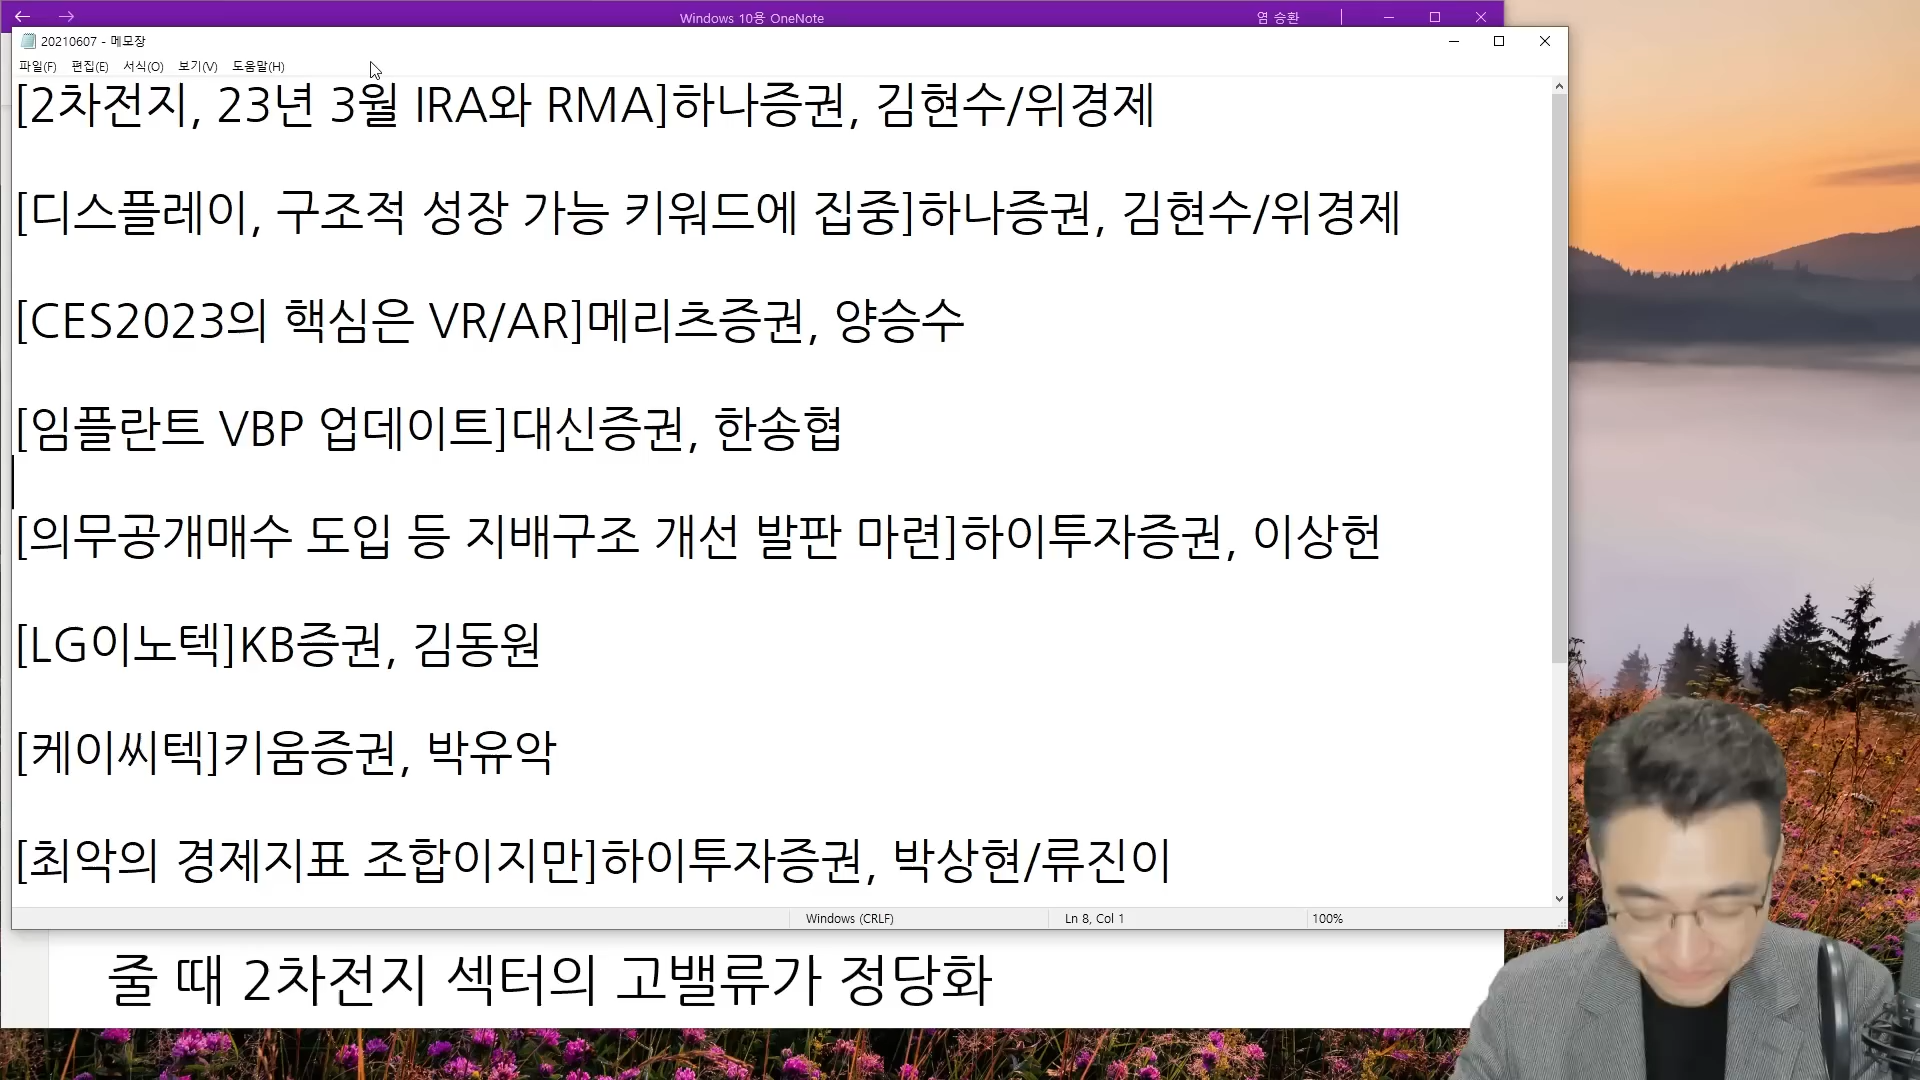 Windows 10용 OneNote
염 승환
20210607 - 메모장
파일(F) 편집(E) 서식(O) 보기(V) 도움말(H)
[2차전지, 23년 3월 IRA와 RMA]하나증권, 김현수/위경제
[디스플레이, 구조적 성장 가능 키워드에 집중]하나증권, 김현수/위경제
[CES2023의 핵심은 VR/AR]메리츠증권, 양승수
[임플란트 VBP 업데이트]대신증권, 한송협
[의무공개매수 도입 등 지배구조 개선 발판 마련]하이투자증권, 이상헌
[LG이노텍]KB증권, 김동원
[케이씨텍]키움증권, 박유악
[최악의 경제지표 조합이지만]하이투자증권, 박상현/류진이
Windows (CRLF) Ln 8, Col 1 100%
줄 때 2차전지 섹터의 고밸류가 정당화